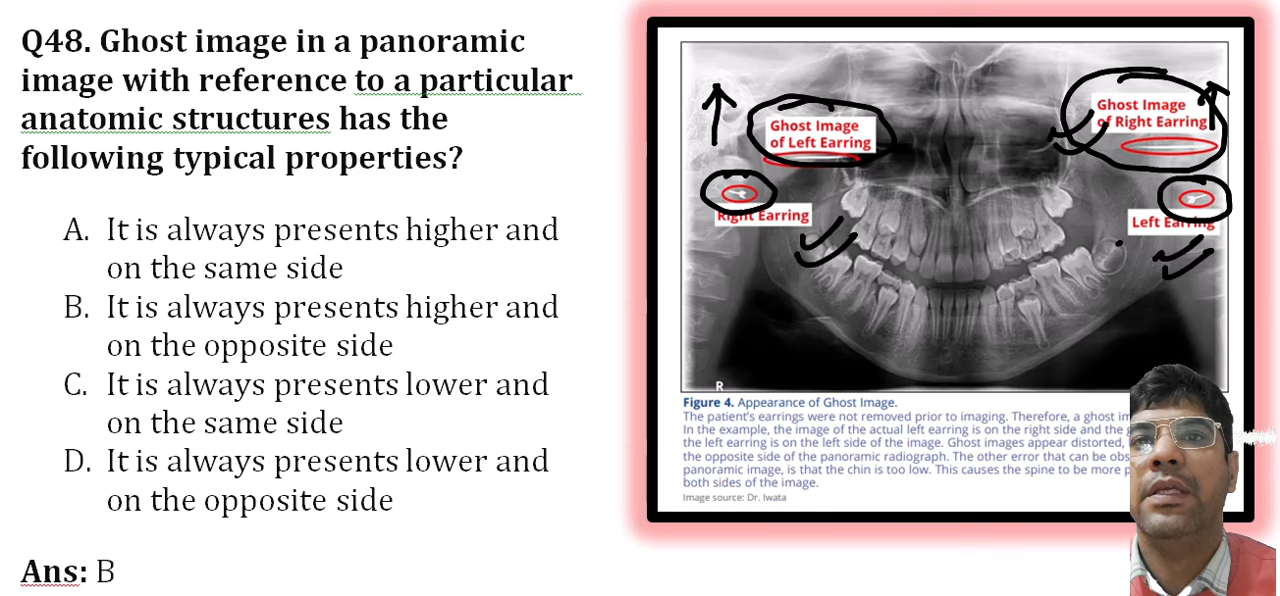 Q48. Ghost image in a panoramic
image with reference to a particular
anatomic structures has the
following typical properties?
A. It is always presents higher and
on the same side
B. It is always presents higher and
on the opposite side
C. It is always presents lower and
on the same side
D. It is always presents lower and
on the opposite side
Ans: B
Ghost Image
of Left Earring
Ghost Image
of Right Earring
Right Earring
Left Earring
R
Figure 4. Appearance of Ghost Image.
The patient's earrings were not removed prior to imaging. Therefore, a ghost im
In the example, the image of the actual left earring is on the right side and the
the left earring is on the left side of the image. Ghost images appear distorted,
the opposite side of the panoramic radiograph. The other error that can be obs
panoramic image, is that the chin is too low. This causes the spine to be more
both sides of the image.
Image source: Dr. Iwata